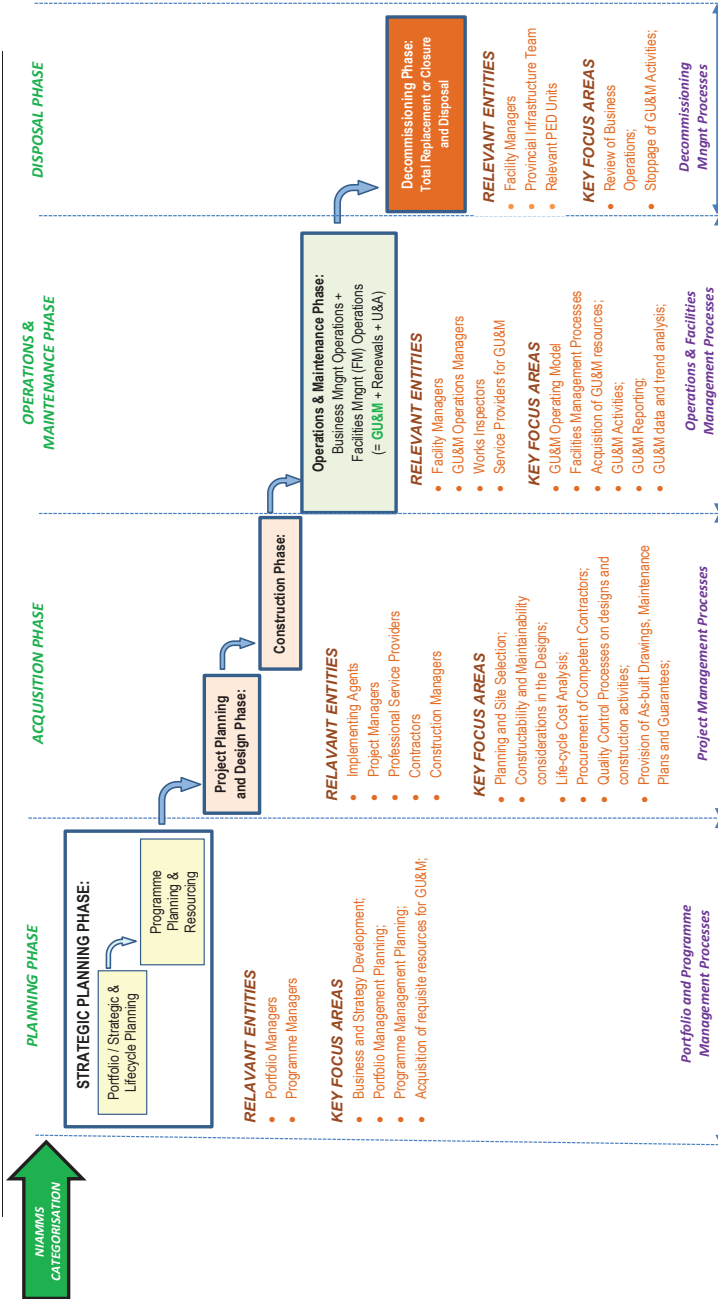 NIAMMS
CATEGORISATION
PLANNING PHASE
STRATEGIC PLANNING PHASE:
Portfolio / Strategic &
Lifecycle Planning
Programme
Planning &
Resourcing
RELAVANT ENTITIES
• Portfolio Managers
• Programme Managers
KEY FOCUS AREAS
• Business and Strategy Development;
• Portfolio Management Planning;
• Programme Management Planning;
• Acquisition of requisite resources for GU&M;
Portfolio and Programme
Management Processes
ACQUISITION PHASE
Project Planning
and Design Phase:
Construction Phase:
RELAVANT ENTITIES
• Implementing Agents
• Project Managers
• Professional Service Providers
• Contractors
• Construction Managers
KEY FOCUS AREAS
• Planning and Site Selection;
• Constructability and Maintainability
considerations in the Designs;
• Life-cycle Cost Analysis;
• Procurement of Competent Contractors;
• Quality Control Processes on designs and
construction activities;
• Provision of As-built Drawings, Maintenance
Plans and Guarantees;
Project Management Processes
OPERATIONS &
MAINTENANCE PHASE
Operations & Maintenance Phase:
Business Mngnt Operations +
Facilities Mngnt (FM) Operations
(= GU&M + Renewals + U&A)
RELEVANT ENTITIES
• Facility Managers
• GU&M Operations Managers
• Works Inspectors
• Service Providers for GU&M
KEY FOCUS AREAS
• GU&M Operating Model
• Facilities Management Processes
• Acquisition of GU&M resources;
• GU&M Activities;
• GU&M Reporting;
• GU&M data and trend analysis;
Operations & Facilities
Management Processes
DISPOSAL PHASE
Decommissioning Phase:
Total Replacement or Closure
and Disposal
RELEVANT ENTITIES
• Facility Managers
• Provincial Infrastructure Team
• Relevant PED Units
KEY FOCUS AREAS
• Review of Business
Operations;
• Stoppage of GU&M Activities;
Decommissioning
Mngnt Processes